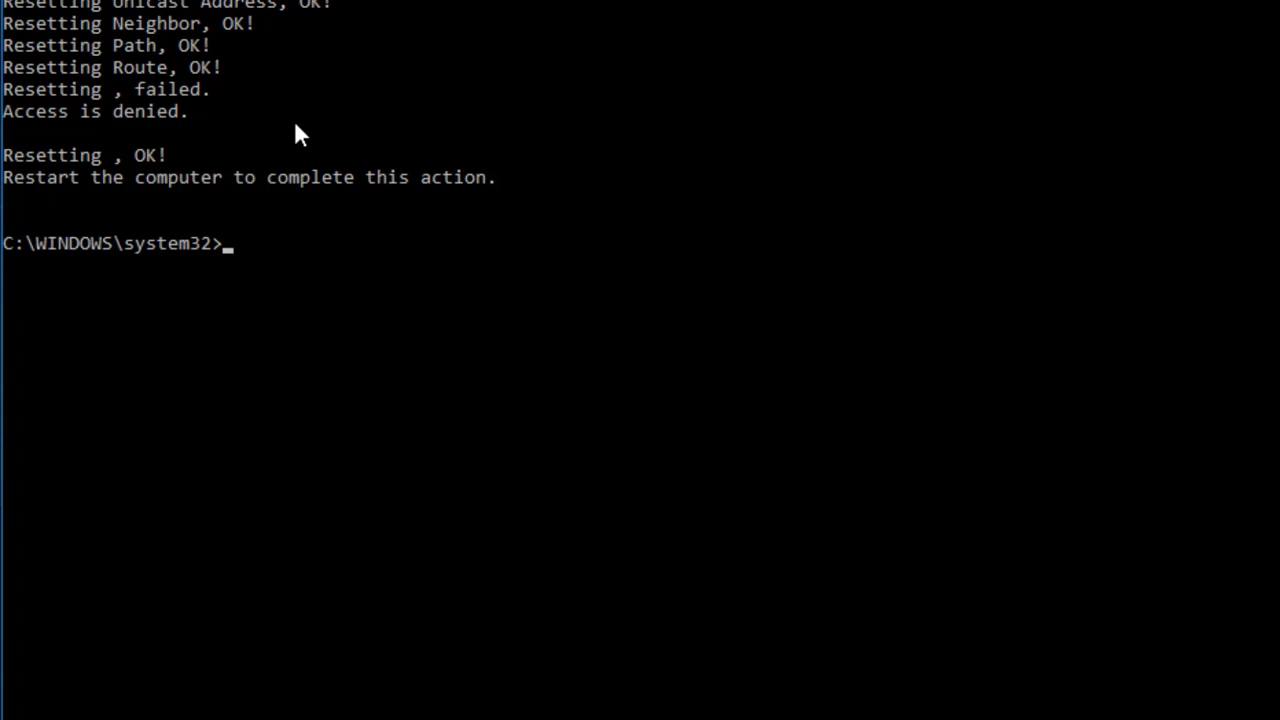 Resetting Unicast Address, OK!
Resetting Neighbor, OK!
Resetting Path, OK!
Resetting Route, OK!
Resetting , failed.
Access is denied.
Resetting , OK!
Restart the computer to complete this action.
C:\WINDOWS\system32>